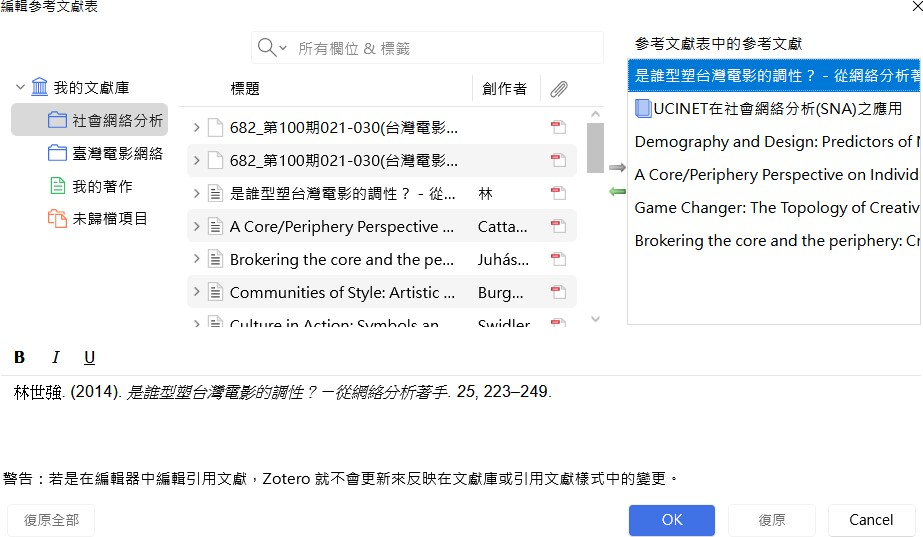 編輯參考文獻表
所有欄位 & 標籤
我的文獻庫
社會網絡分析
臺灣電影網絡
我的著作
未歸檔項目
標題 創作者
682_第100期021-030(台灣電影...
682_第100期021-030(台灣電影...
是誰型塑台灣電影的調性？－從... 林
A Core/Periphery Perspective ... Catta...
Brokering the core and the pe... Juhás...
Communities of Style: Artistic ... Burg...
Culture in Action: Symbols an Swidler
參考文獻表中的參考文獻
是誰型塑台灣電影的調性？－從網絡分析著
UCINET在社會網絡分析(SNA)之應用
Demography and Design: Predictors of
A Core/Periphery Perspective on Individ
Game Changer: The Topology of Creativ
Brokering the core and the periphery: Cr
B I U
林世強. (2014). 是誰型塑台灣電影的調性？－從網絡分析著手. 25, 223–249.
警告：若是在編輯器中編輯引用文獻，Zotero 就不會更新來反映在文獻庫或引用文獻樣式中的變更。
復原全部 OK 復原 Cancel